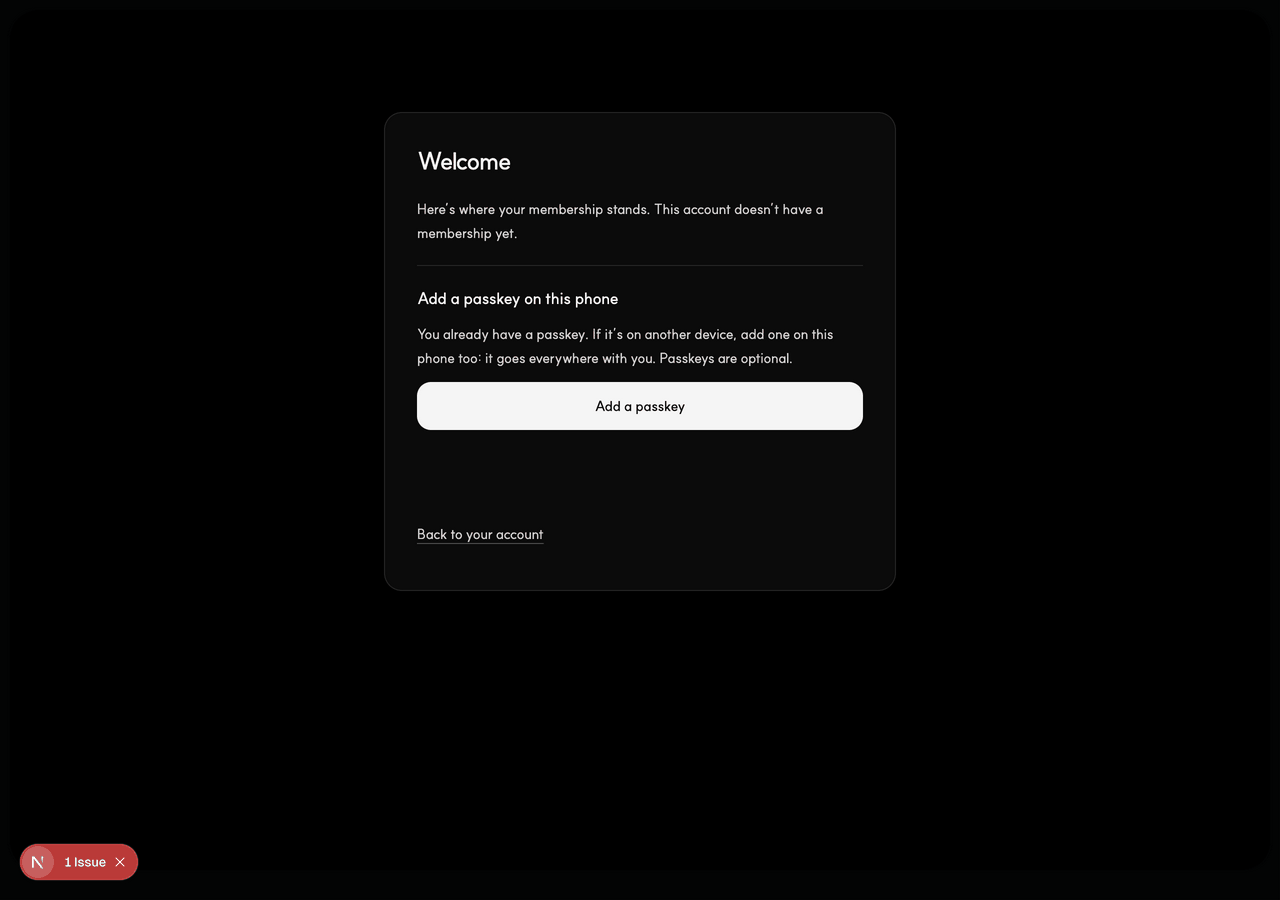 Welcome
Here's where your membership stands. This account doesn't have a
membership yet.
Add a passkey on this phone
You already have a passkey. If it's on another device, add one on this
phone too: it goes everywhere with you. Passkeys are optional.
Add a passkey
Back to your account
N 1 Issue